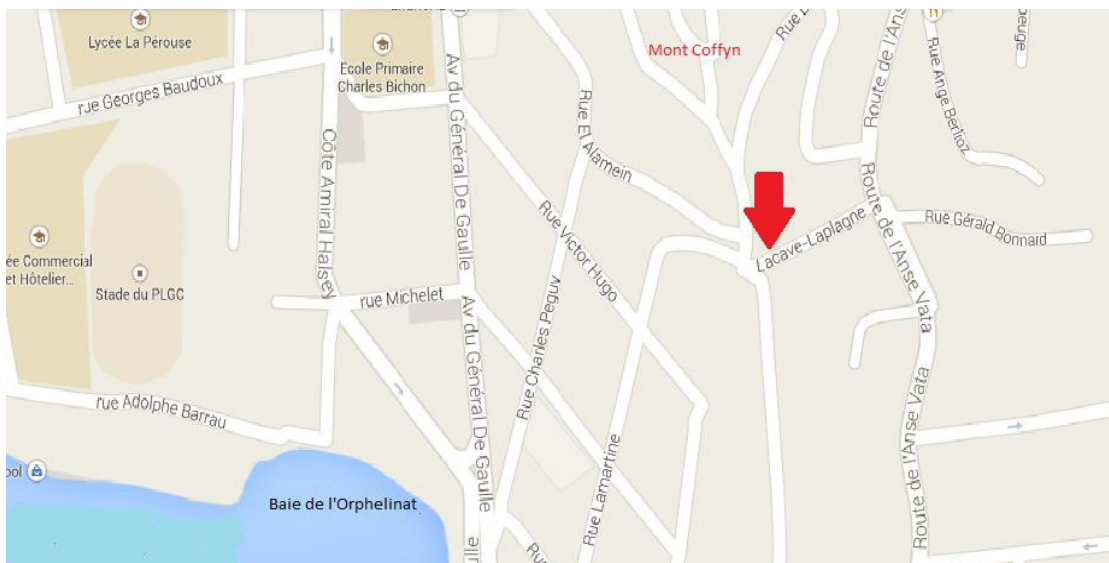 Lycée La Pérouse
Ecole Primaire
Charles Bichon
Mont Coffyn
rue Georges Baudoux
Av du Général De Gaulle
Côte Amiral Halsey
Rue El Alamein
Route de l'Anse
Rue Ange Berlioz
Rue Victor Hugo
Lacave-Laplagne
Route de l'Anse Vata
Rue Gérald Bonnard
ée Commercial
et Hôtelier...
Stade du PLGC
rue Michelet
Rue Charles Peguy
Av du Général De Gaulle
Route de l'Anse Vata
rue Adolphe Barrau
Rue Lamartine
Baie de l'Orphelinat